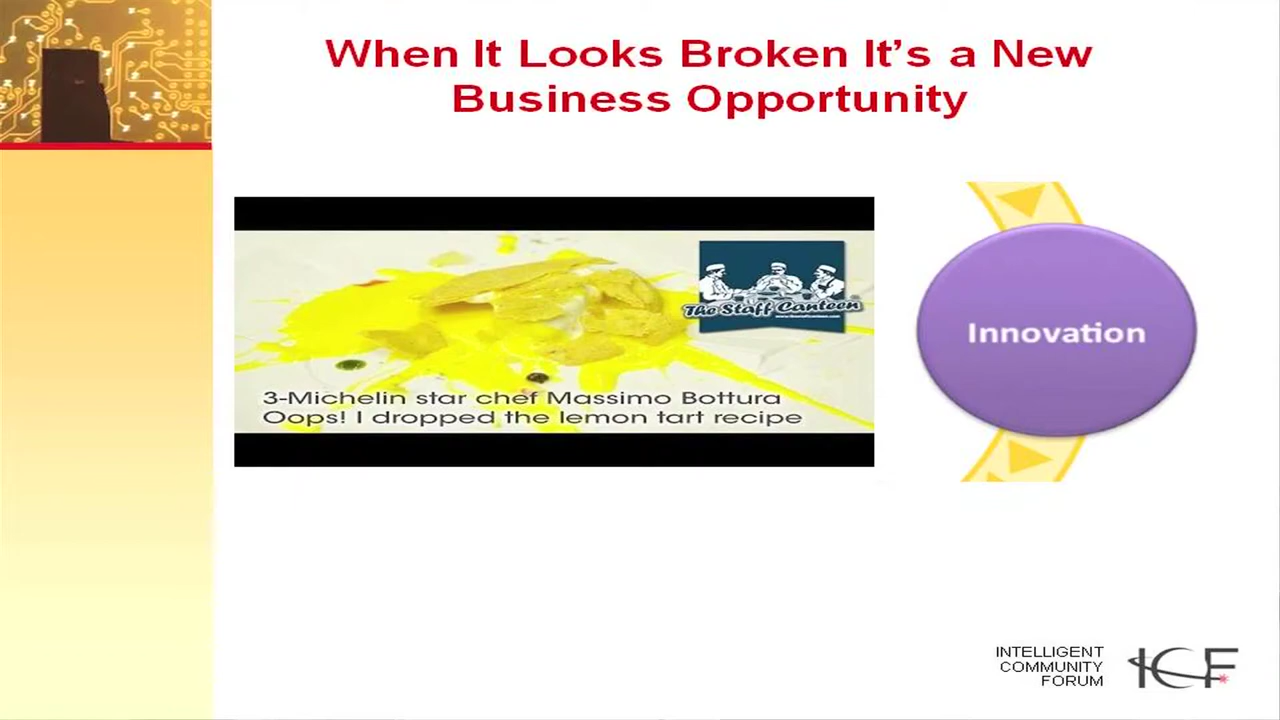 When It Looks Broken It's a New
Business Opportunity
The Staff Canteen
3-Michelin star chef Massimo Bottura
Oops! I dropped the lemon tart recipe
Innovation
INTELLIGENT
COMMUNITY
FORUM
ICF